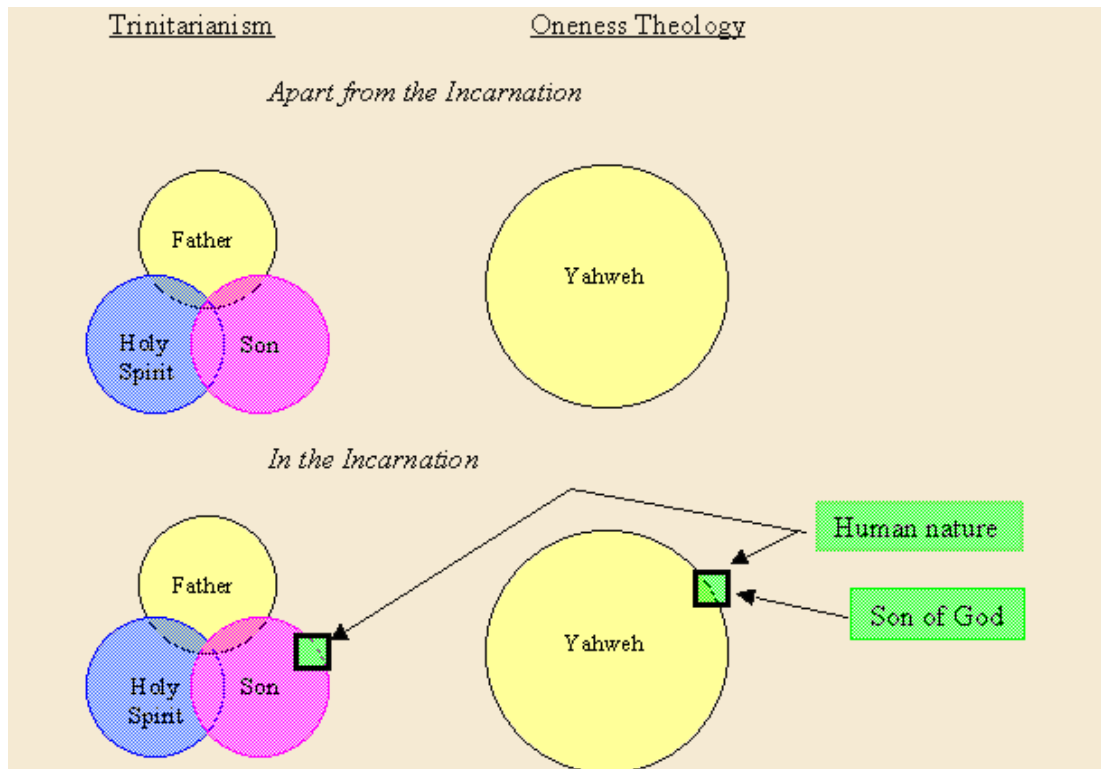 Trinitarianism
Oneness Theology
Apart from the Incarnation
Father
Holy
Spirit
Son
Yahweh
In the Incarnation
Human nature
Son of God
Father
Holy
Spirit
Son
Yahweh